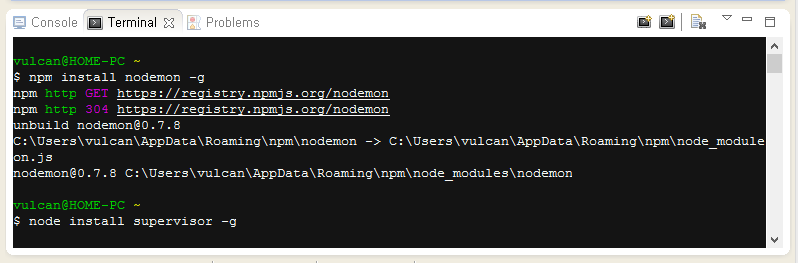 Console Terminal Problems
vulcan@HOME-PC ~
$ npm install nodemon -g
npm http GET https://registry.npmjs.org/nodemon
npm http 304 https://registry.npmjs.org/nodemon
unbuild nodemon@0.7.8
C:\Users\vulcan\AppData\Roaming\npm\nodemon -> C:\Users\vulcan\AppData\Roaming\npm\node_module
on.js
nodemon@0.7.8 C:\Users\vulcan\AppData\Roaming\npm\node_modules\nodemon
vulcan@HOME-PC ~
$ node install supervisor -g